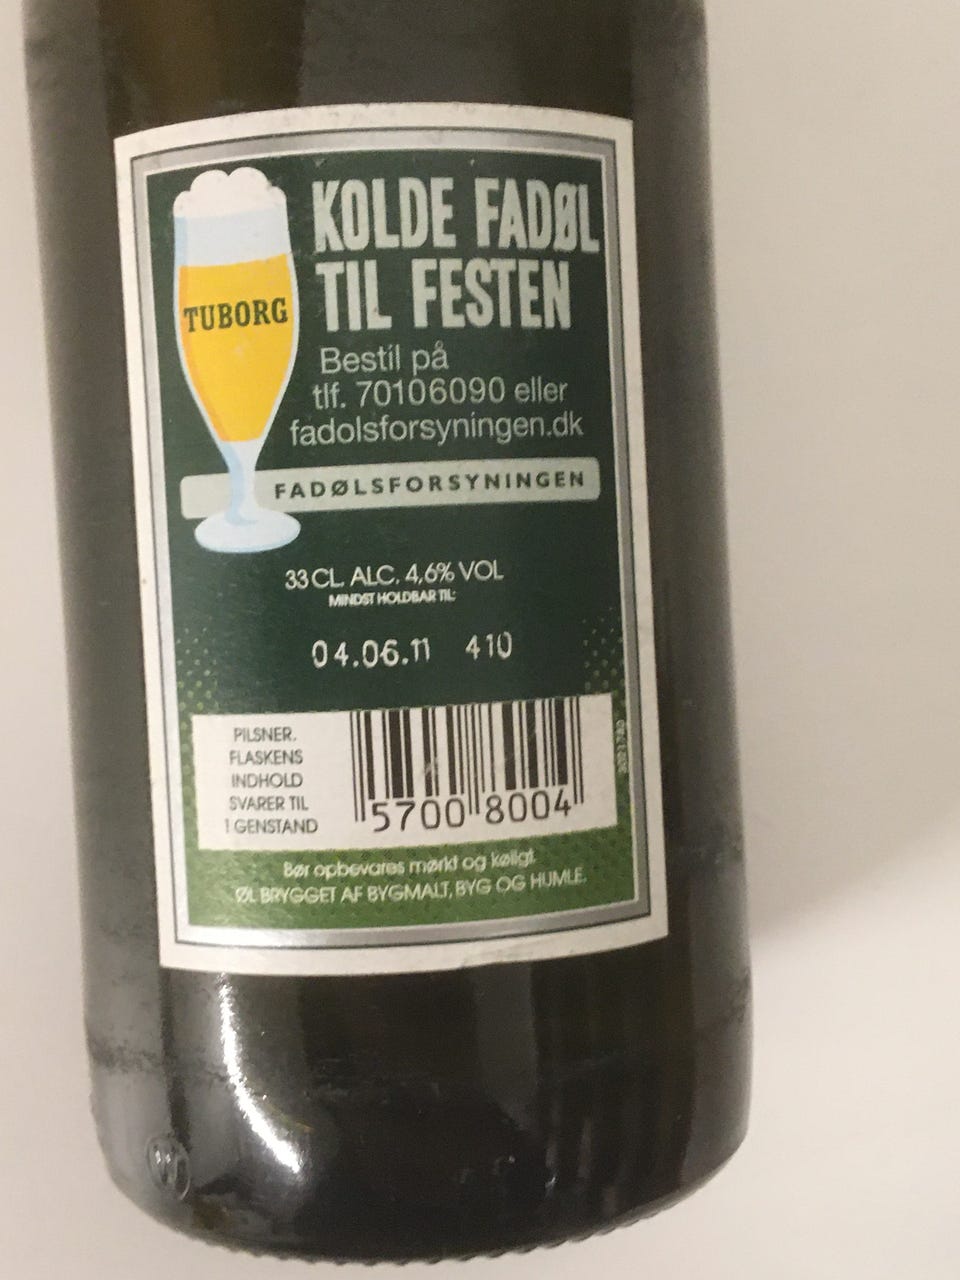 KOLDE FADØL
TIL FESTEN
TUBORG
Bestil på
tlf. 70106090 eller
fadolsforsyningen.dk
FADØLSFORSYNINGEN
33 CL. ALC. 4,6% VOL
MINDST HOLDBAR TIL:
04.06.11 410
PILSNER.
FLASKENS
INDHOLD
SVARER TIL
1 GENSTAND
5700 8004
Bør opbevares mørkt og køligt.
ØL BRYGGET AF BYGMALT, BYG OG HUMLE.